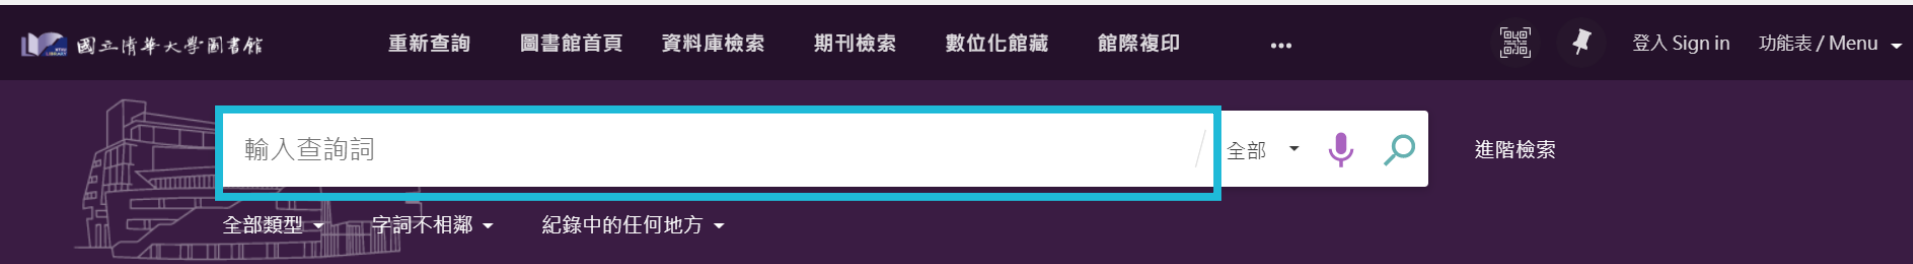 國立清華大學圖書館 重新查詢 圖書館首頁 資料庫檢索 期刊檢索 數位化館藏 館際複印 ... 登入 Sign in 功能表 / Menu
輸入查詢詞 / 全部 進階檢索
全部類型 字詞不相鄰 紀錄中的任何地方